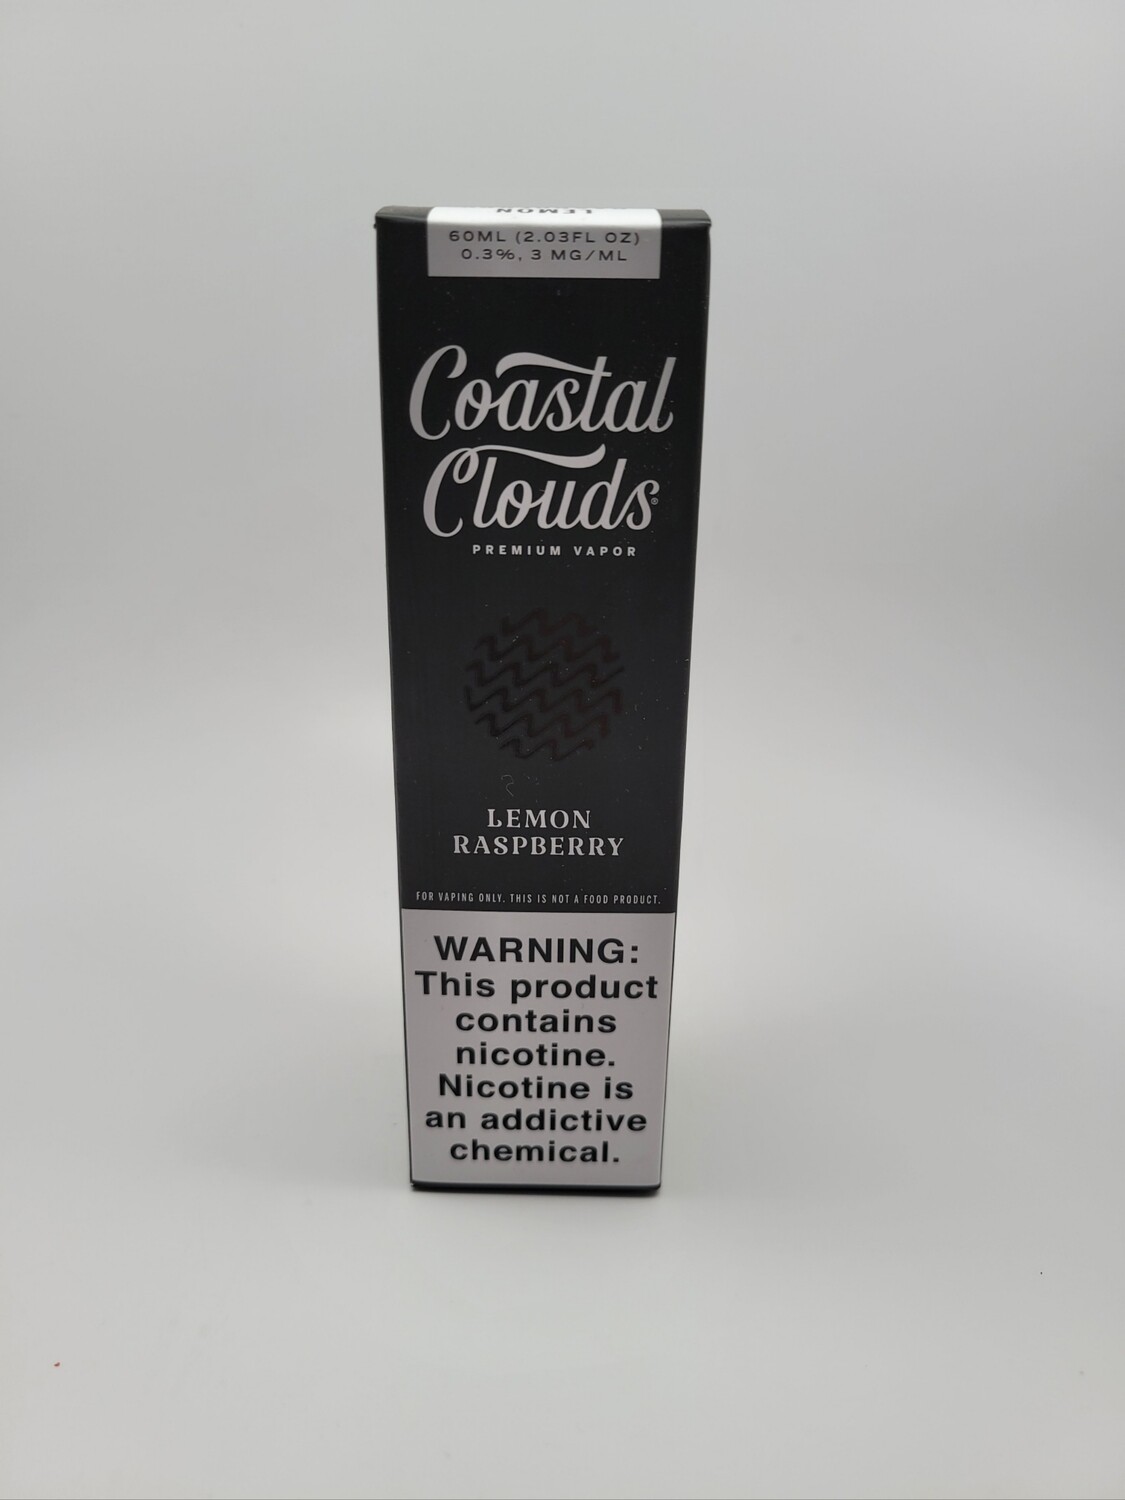 LEMON
60ML (2.03FL OZ)
0.3%, 3 MG/ML
Coastal
Clouds®
PREMIUM VAPOR
LEMON
RASPBERRY
FOR VAPING ONLY. THIS IS NOT A FOOD PRODUCT.
WARNING:
This product
contains
nicotine.
Nicotine is
an addictive
chemical.